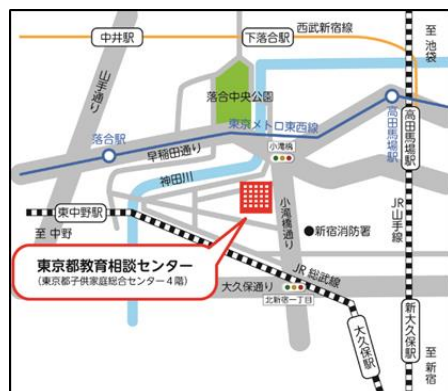 西武新宿線
中井駅
下落合駅
至 池袋
山手通り
落合中央公園
東京メトロ東西線
高田馬場駅
高田馬場駅
落合駅
早稲田通り
小滝橋
神田川
東中野駅
小滝橋通り
新宿消防署
JR山手線
至 中野
東京都教育相談センター
(東京都子供家庭総合センター4階)
JR 総武線
大久保通り
北新宿一丁目
新大久保駅
大久保駅
至 新宿